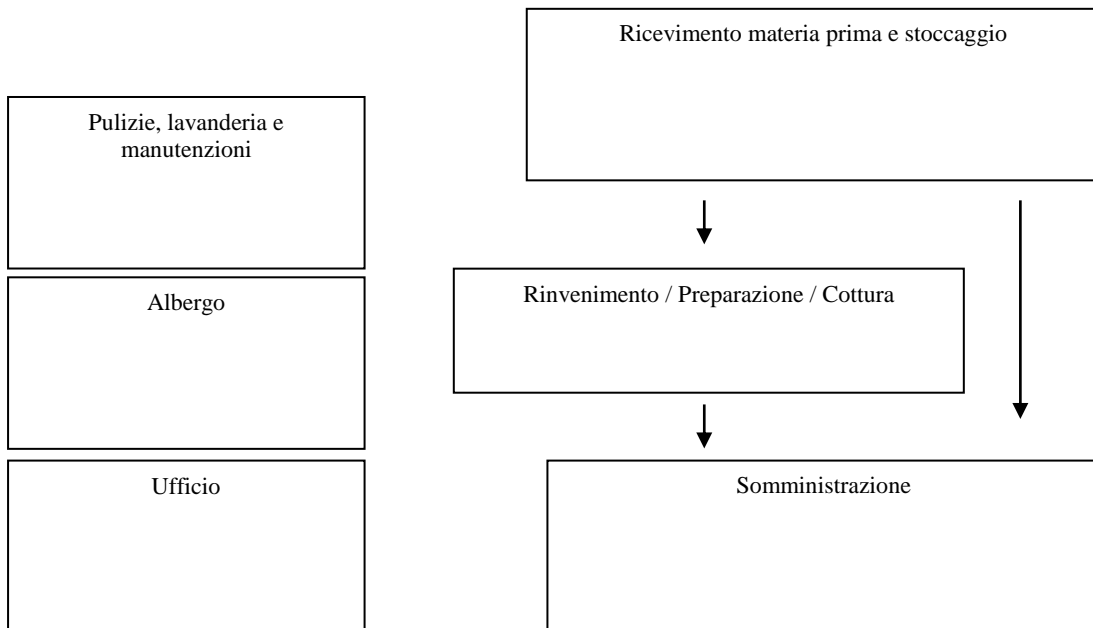 Ricevimento materia prima e stoccaggio
Pulizie, lavanderia e
manutenzioni
Rinvenimento / Preparazione / Cottura
Albergo
Ufficio
Somministrazione